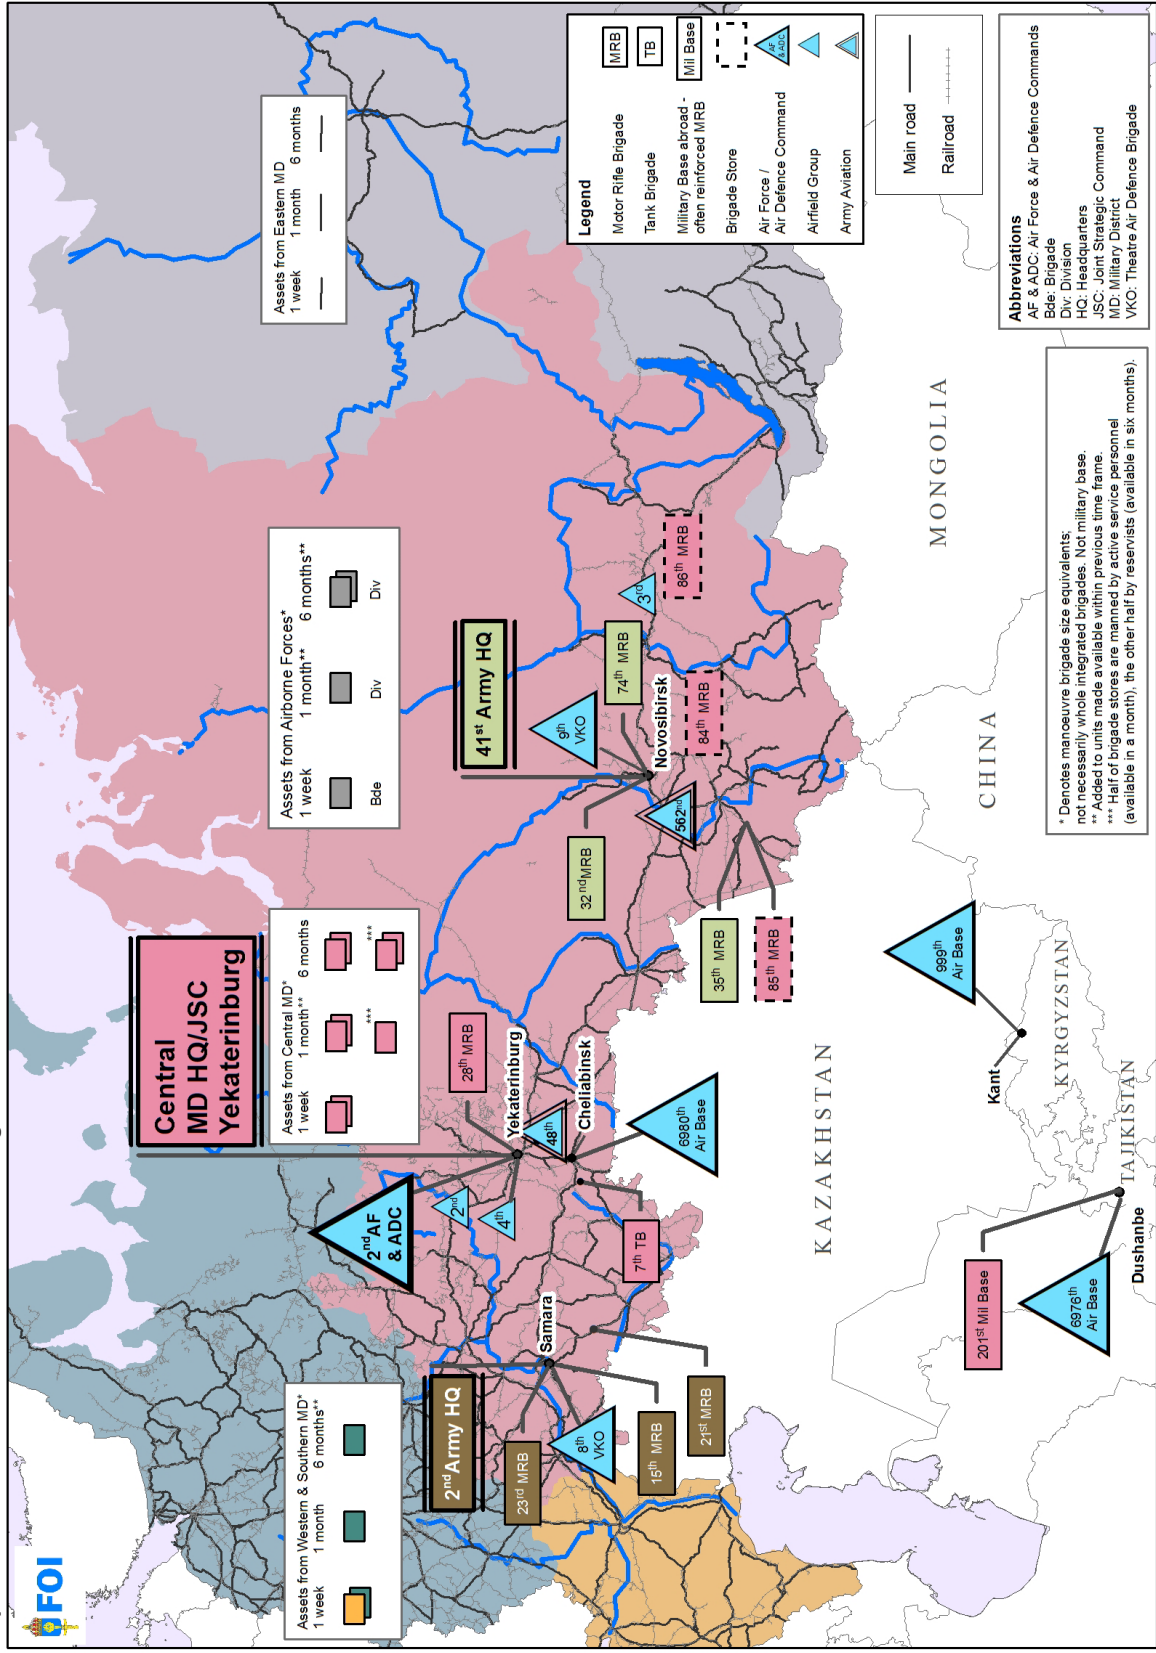 FOI
Assets from Western & Southern MD*
1 week 1 month 6 months**
Central
MD HQ/JSC
Yekaterinburg
Assets from Central MD*
1 week 1 month** 6 months
***
***
Assets from Airborne Forces*
1 week 1 month** 6 months**
Bde Div Div
Assets from Eastern MD
1 week 1 month 6 months
2nd Army HQ
23rd MRB
8th
VKO
15th MRB
21st MRB
Samara
2nd AF
& ADC
2nd
4th
28th MRB
Yekaterinburg
48th
Cheliabinsk
7th TB
6980th
Air Base
41st Army HQ
9th
VKO
32nd MRB
74th MRB
Novosibirsk
562nd
3rd
86th MRB
84th MRB
35th MRB
85th MRB
KAZAKHSTAN
999th
Air Base
Kant
KYRGYZSTAN
TAJIKISTAN
Dushanbe
201st Mil Base
6976th
Air Base
CHINA
MONGOLIA
Legend
Motor Rifle Brigade MRB
Tank Brigade TB
Military Base abroad -
often reinforced MRB Mil Base
Brigade Store
Air Force /
Air Defence Command AF
& ADC
Airfield Group
Army Aviation
Main road
Railroad
Abbreviations
AF & ADC: Air Force & Air Defence Commands
Bde: Brigade
Div: Division
HQ: Headquarters
JSC: Joint Strategic Command
MD: Military District
VKO: Theatre Air Defence Brigade
* Denotes manoeuvre brigade size equivalents;
not necessarily whole integrated brigades. Not military base.
** Added to units made available within previous time frame.
*** Half of brigade stores are manned by active service personnel
(available in a month), the other half by reservists (available in six months).